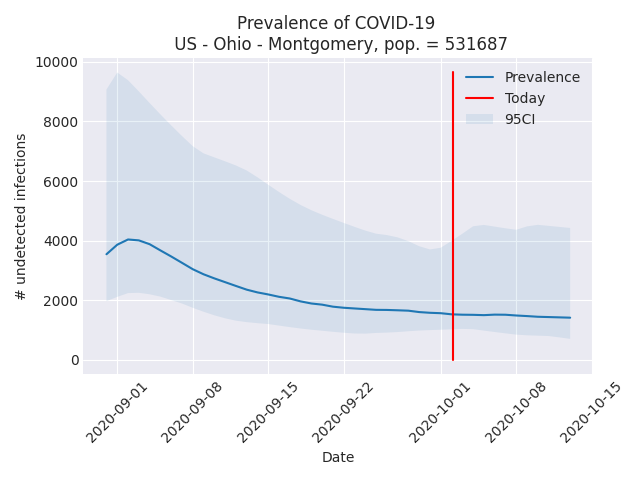 Prevalence of COVID-19
US - Ohio - Montgomery, pop. = 531687
Prevalence
Today
95CI
10000
8000
6000
4000
2000
0
# undetected infections
2020-09-01
2020-09-08
2020-09-15
2020-09-22
2020-10-01
2020-10-08
2020-10-15
Date